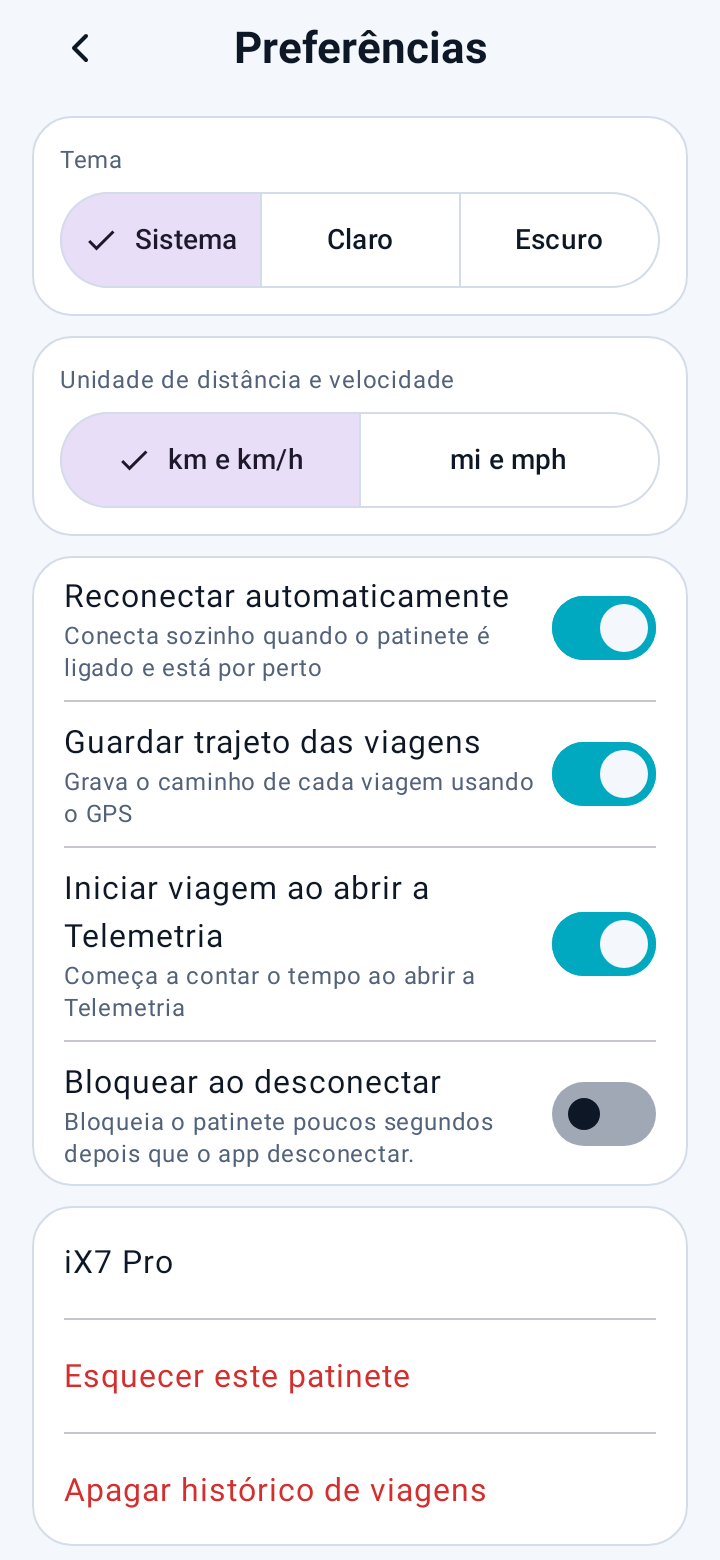 Preferências
Tema
Sistema
Claro
Escuro
Unidade de distância e velocidade
km e km/h
mi e mph
Reconectar automaticamente
Conecta sozinho quando o patinete é
ligado e está por perto
Guardar trajeto das viagens
Grava o caminho de cada viagem usando
o GPS
Iniciar viagem ao abrir a
Telemetria
Começa a contar o tempo ao abrir a
Telemetria
Bloquear ao desconectar
Bloqueia o patinete poucos segundos
depois que o app desconectar.
iX7 Pro
Esquecer este patinete
Apagar histórico de viagens